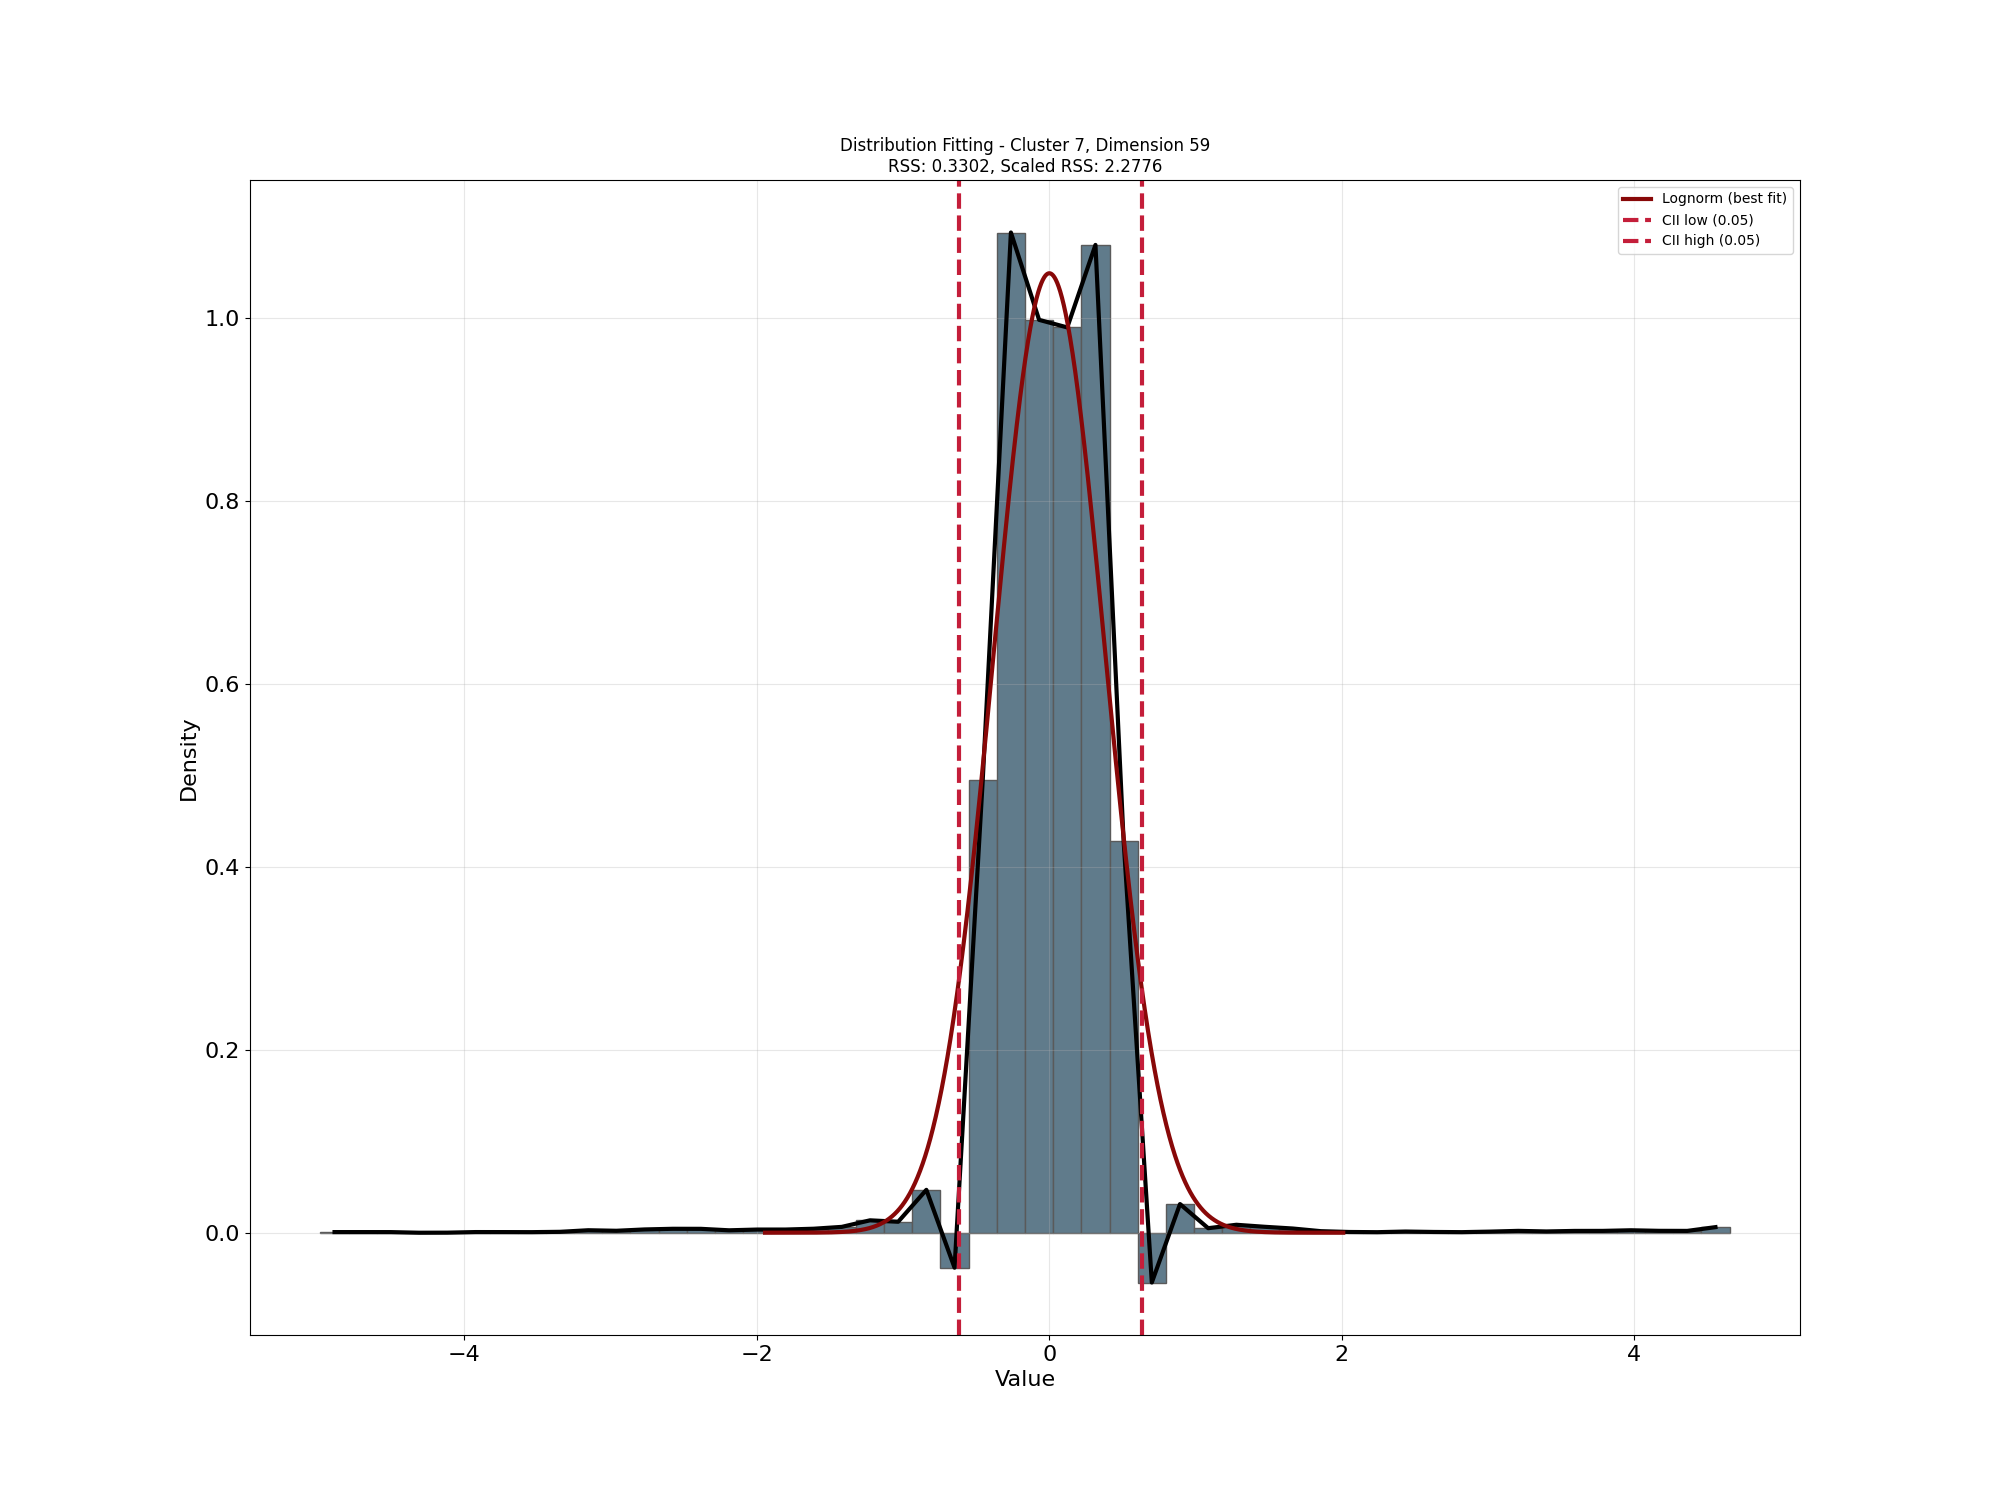 Distribution Fitting - Cluster 7, Dimension 59
RSS: 0.3302, Scaled RSS: 2.2776
Lognorm (best fit)
CII low (0.05)
CII high (0.05)
1.0
0.8
0.6
0.4
0.2
0.0
Density
−4
−2
0
2
4
Value